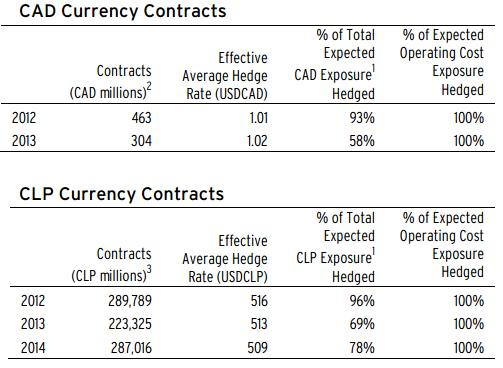 CAD Currency Contracts
Contracts (CAD millions)2 Effective Average Hedge Rate (USDCAD) % of Total Expected CAD Exposure1 Hedged % of Expected Operating Cost Exposure Hedged
2012 463 1.01 93% 100%
2013 304 1.02 58% 100%
CLP Currency Contracts
Contracts (CLP millions)3 Effective Average Hedge Rate (USDCLP) % of Total Expected CLP Exposure1 Hedged % of Expected Operating Cost Exposure Hedged
2012 289,789 516 96% 100%
2013 223,325 513 69% 100%
2014 287,016 509 78% 100%